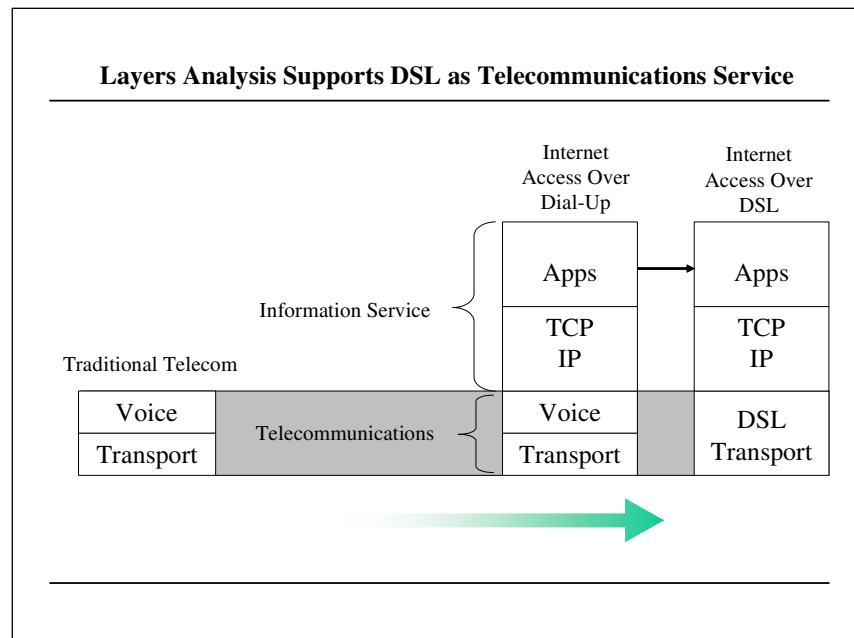 Layers Analysis Supports DSL as Telecommunications Service
Internet
Access Over
Dial-Up
Internet
Access Over
DSL
Apps
Apps
Information Service
TCP
IP
TCP
IP
Traditional Telecom
Voice
Transport
Telecommunications
Voice
Transport
DSL
Transport